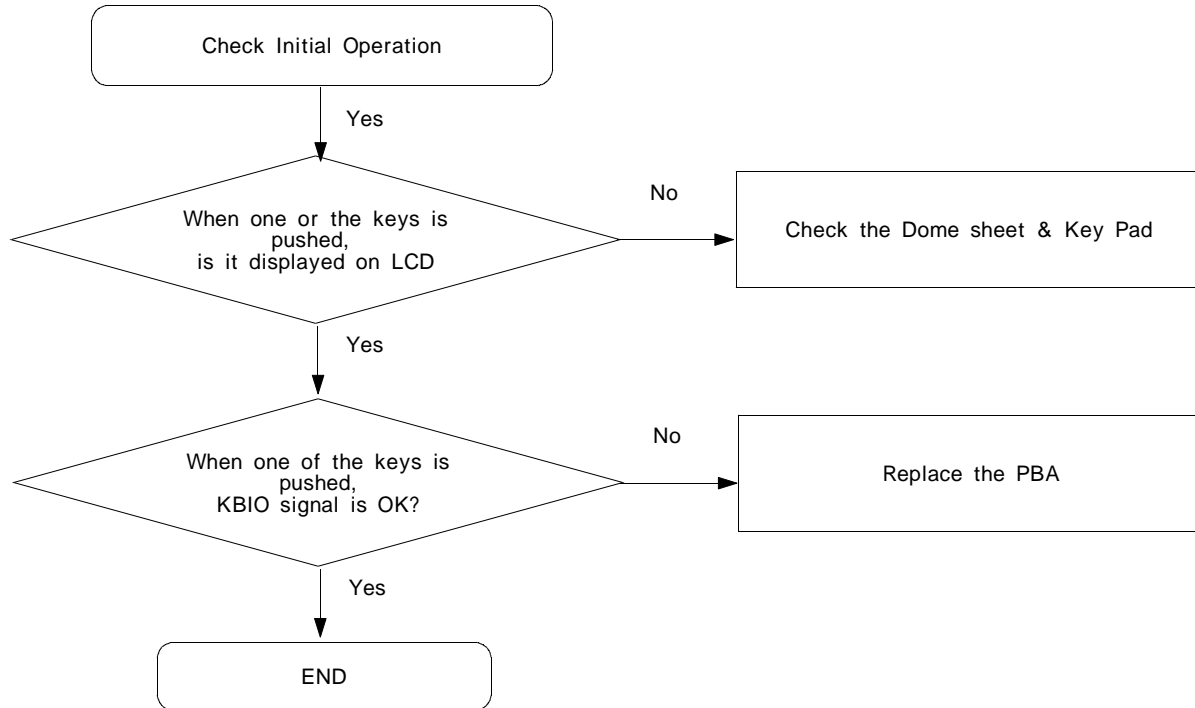 Check Initial Operation
Yes
When one or the keys is
pushed,
is it displayed on LCD
No
Check the Dome sheet & Key Pad
Yes
When one of the keys is
pushed,
KBIO signal is OK?
No
Replace the PBA
Yes
END